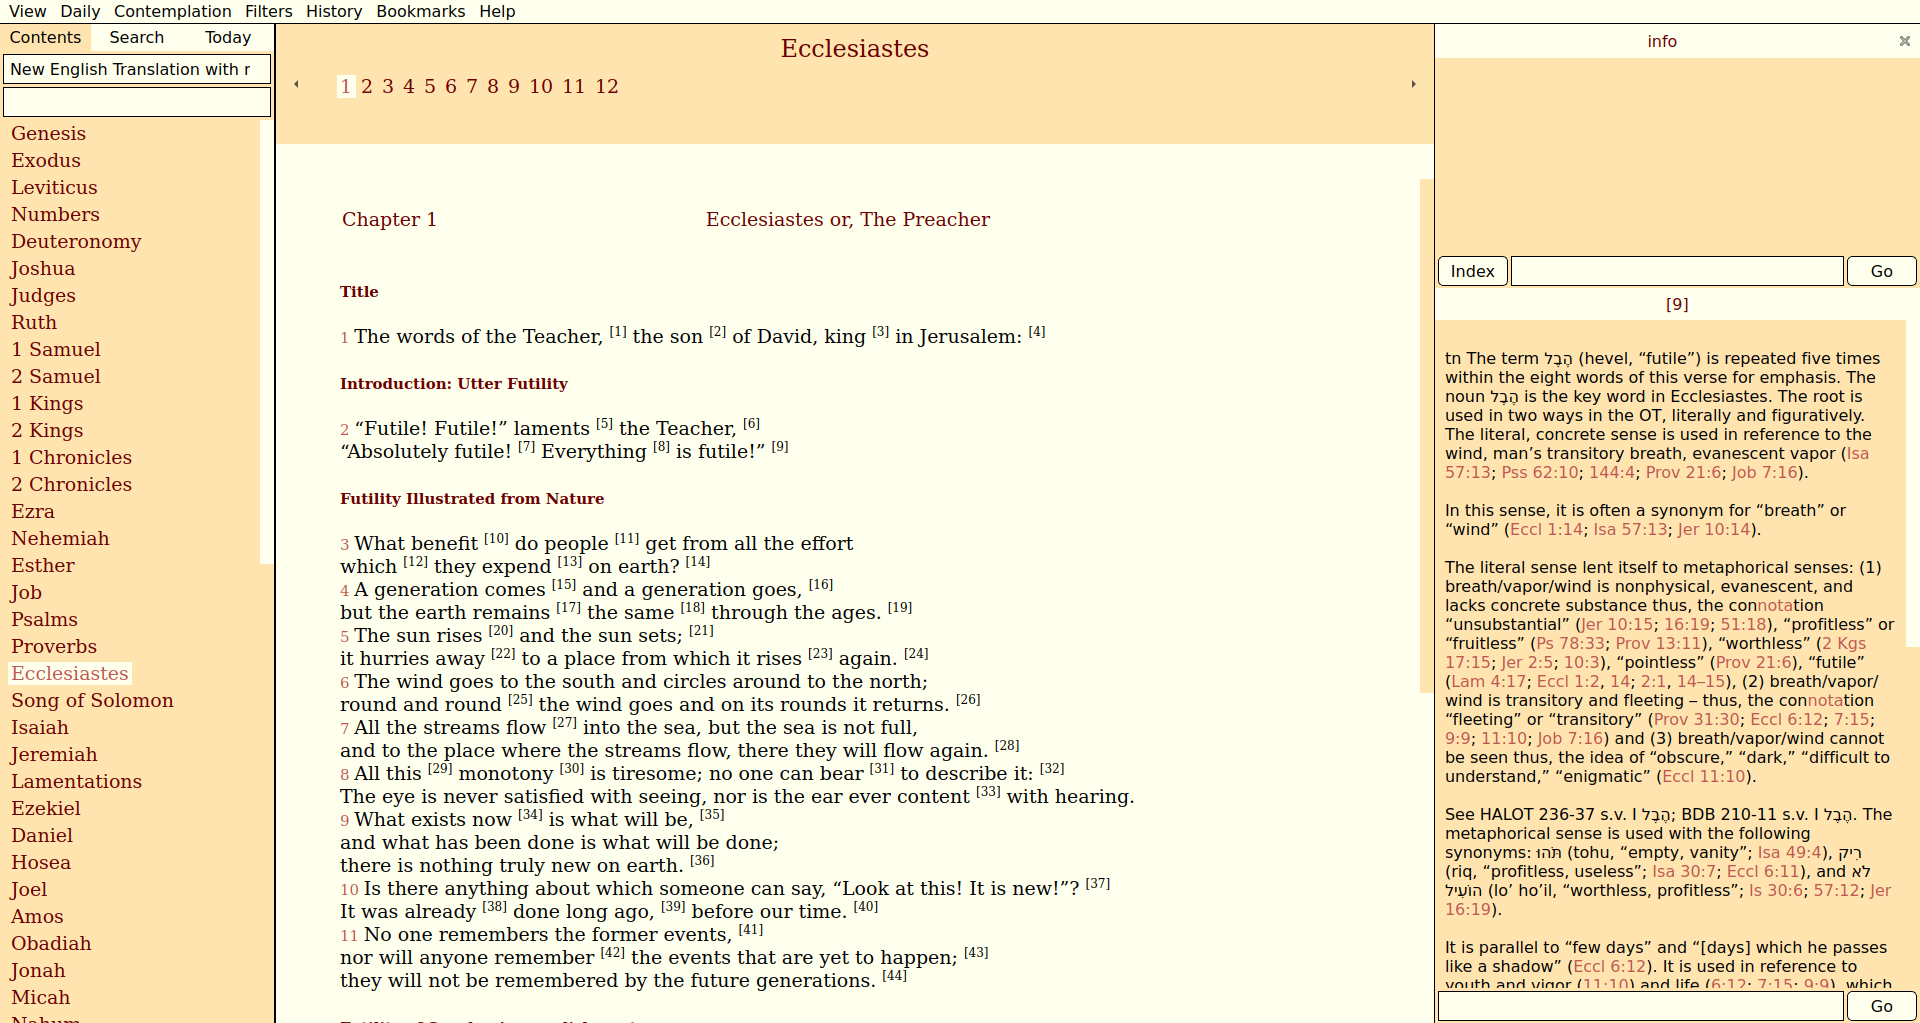 View Daily Contemplation Filters History Bookmarks Help
Contents Search Today
New English Translation with r
Genesis
Exodus
Leviticus
Numbers
Deuteronomy
Joshua
Judges
Ruth
1 Samuel
2 Samuel
1 Kings
2 Kings
1 Chronicles
2 Chronicles
Ezra
Nehemiah
Esther
Job
Psalms
Proverbs
Ecclesiastes
Song of Solomon
Isaiah
Jeremiah
Lamentations
Ezekiel
Daniel
Hosea
Joel
Amos
Obadiah
Jonah
Micah
Ecclesiastes
1 2 3 4 5 6 7 8 9 10 11 12
Chapter 1 Ecclesiastes or, The Preacher
Title
1 The words of the Teacher, [1] the son [2] of David, king [3] in Jerusalem: [4]
Introduction: Utter Futility
2 “Futile! Futile!” laments [5] the Teacher, [6]
“Absolutely futile! [7] Everything [8] is futile!” [9]
Futility Illustrated from Nature
3 What benefit [10] do people [11] get from all the effort
which [12] they expend [13] on earth? [14]
4 A generation comes [15] and a generation goes, [16]
but the earth remains [17] the same [18] through the ages. [19]
5 The sun rises [20] and the sun sets; [21]
it hurries away [22] to a place from which it rises [23] again. [24]
6 The wind goes to the south and circles around to the north;
round and round [25] the wind goes and on its rounds it returns. [26]
7 All the streams flow [27] into the sea, but the sea is not full,
and to the place where the streams flow, there they will flow again. [28]
8 All this [29] monotony [30] is tiresome; no one can bear [31] to describe it: [32]
The eye is never satisfied with seeing, nor is the ear ever content [33] with hearing.
9 What exists now [34] is what will be, [35]
and what has been done is what will be done;
there is nothing truly new on earth. [36]
10 Is there anything about which someone can say, “Look at this! It is new!”? [37]
It was already [38] done long ago, [39] before our time. [40]
11 No one remembers the former events, [41]
nor will anyone remember [42] the events that are yet to happen; [43]
they will not be remembered by the future generations. [44]
info
Index Go
[9]
tn The term הֶבֶל (hevel, “futile”) is repeated five times
within the eight words of this verse for emphasis. The
noun הֶבֶל is the key word in Ecclesiastes. The root is
used in two ways in the OT, literally and figuratively.
The literal, concrete sense is used in reference to the
wind, man’s transitory breath, evanescent vapor (Isa
57:13; Pss 62:10; 144:4; Prov 21:6; Job 7:16).
In this sense, it is often a synonym for “breath” or
“wind” (Eccl 1:14; Isa 57:13; Jer 10:14).
The literal sense lent itself to metaphorical senses: (1)
breath/vapor/wind is nonphysical, evanescent, and
lacks concrete substance thus, the connotation
“unsubstantial” (Jer 10:15; 16:19; 51:18), “profitless” or
“fruitless” (Ps 78:33; Prov 13:11), “worthless” (2 Kgs
17:15; Jer 2:5; 10:3), “pointless” (Prov 21:6), “futile”
(Lam 4:17; Eccl 1:2, 14; 2:1, 14–15), (2) breath/vapor/
wind is transitory and fleeting – thus, the connotation
“fleeting” or “transitory” (Prov 31:30; Eccl 6:12; 7:15;
9:9; 11:10; Job 7:16) and (3) breath/vapor/wind cannot
be seen thus, the idea of “obscure,” “dark,” “difficult to
understand,” “enigmatic” (Eccl 11:10).
See HALOT 236-37 s.v. I הֶבֶל; BDB 210-11 s.v. I הֶבֶל. The
metaphorical sense is used with the following
synonyms: תֹּהוּ (tohu, “empty, vanity”; Isa 49:4), רִיק
(riq, “profitless, useless”; Isa 30:7; Eccl 6:11), and לֹא
הוֹעִיל (lo’ ho’il, “worthless, profitless”; Is 30:6; 57:12; Jer
16:19).
It is parallel to “few days” and “[days] which he passes
like a shadow” (Eccl 6:12). It is used in reference to
youth and vigor (11:10) and life (6:12; 7:15; 9:9), which
Go